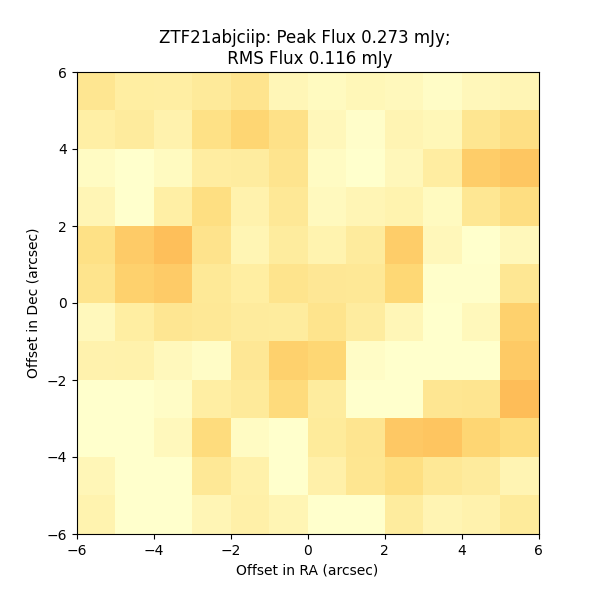 ZTF21abjciip: Peak Flux 0.273 mJy;
RMS Flux 0.116 mJy
6
4
2
0
−2
−4
−6
Offset in Dec (arcsec)
−6 −4 −2 0 2 4 6
Offset in RA (arcsec)